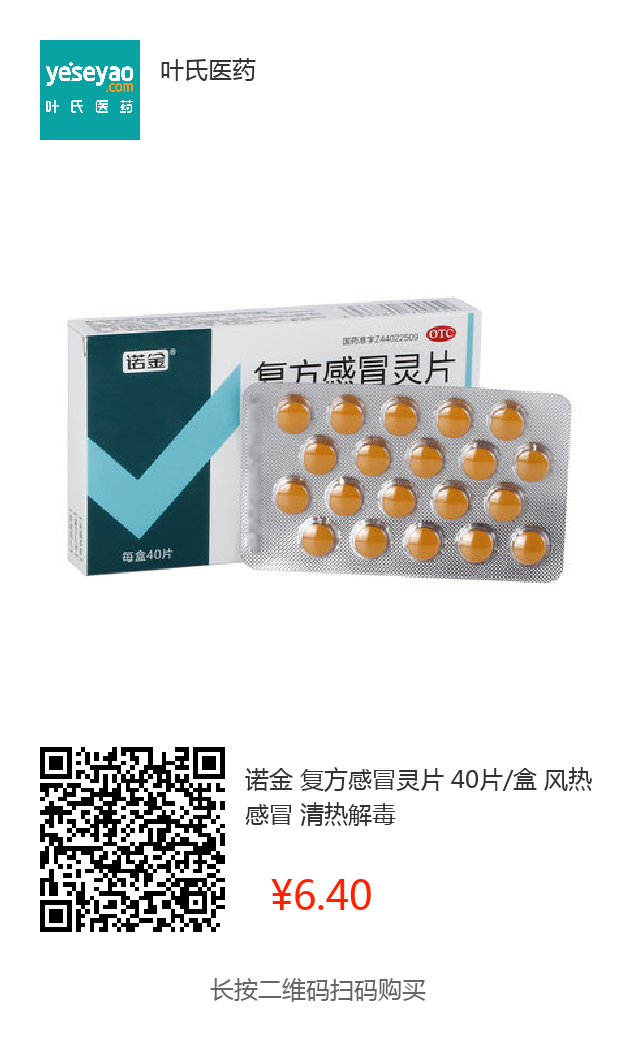 yeseyao
.com
叶氏医药
叶氏医药
诺金®
国药准字Z44022509
OTC
复方感冒灵片
每盒40片
诺金 复方感冒灵片 40片/盒 风热
感冒 清热解毒
¥6.40
长按二维码扫码购买